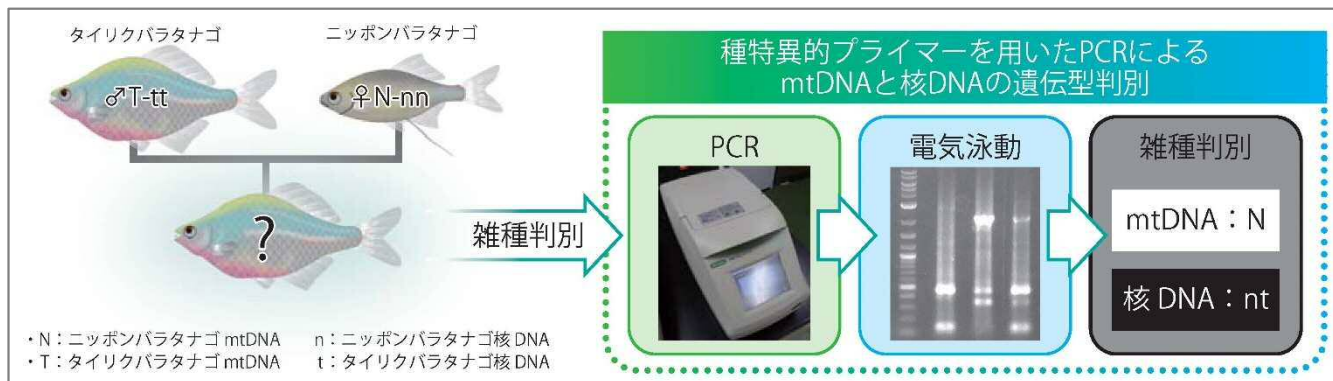 タイリクバラタナゴ
ニッポンバラタナゴ
♂T-tt
♀N-nn
?
・N：ニッポンバラタナゴ mtDNA n：ニッポンバラタナゴ核 DNA
・T：タイリクバラタナゴ mtDNA t：タイリクバラタナゴ核 DNA
雑種判別
種特異的プライマーを用いたPCRによる
mtDNAと核DNAの遺伝型判別
PCR
電気泳動
雑種判別
mtDNA：N
核 DNA：nt